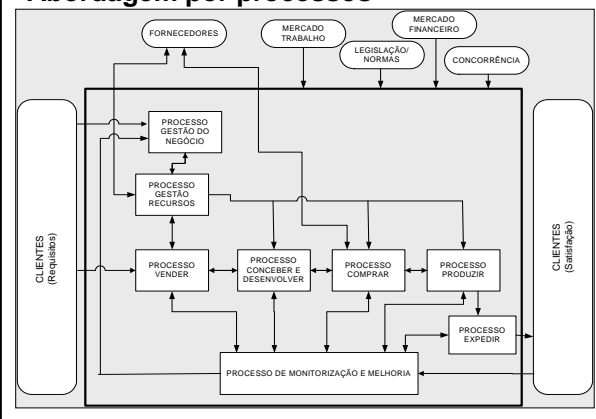 Abordagem por processos
FORNECEDORES
MERCADO
TRABALHO
LEGISLAÇÃO/
NORMAS
MERCADO
FINANCEIRO
CONCORRÊNCIA
CLIENTES
(Requisitos)
PROCESSO
GESTÃO DO
NEGÓCIO
PROCESSO
GESTÃO
RECURSOS
PROCESSO
VENDER
PROCESSO
CONCEBER E
DESENVOLVER
PROCESSO
COMPRAR
PROCESSO
PRODUZIR
PROCESSO
EXPEDIR
PROCESSO DE MONITORIZAÇÃO E MELHORIA
CLIENTES
(Satisfação)